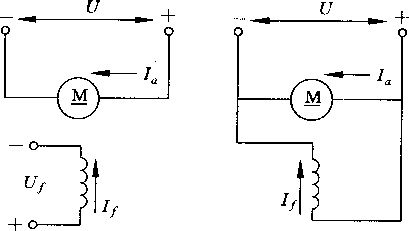 U U
− + − +
I_a I_a
M M
−
U_f I_f I_f
+